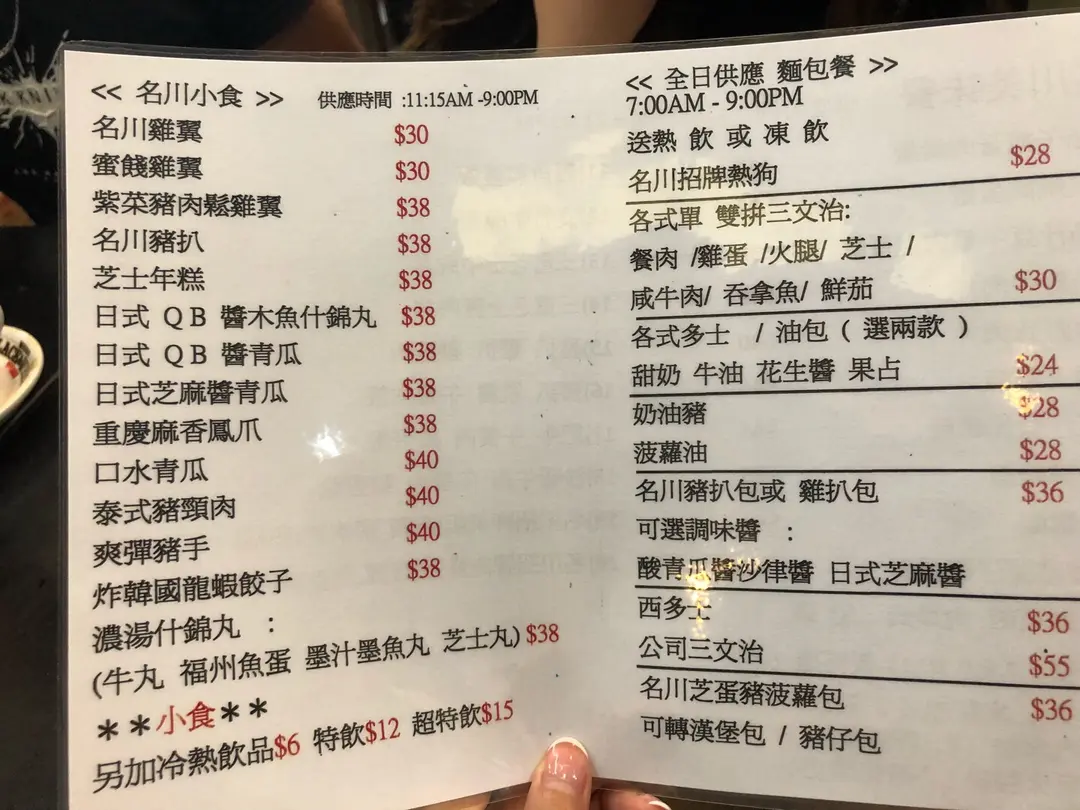 << 名川小食 >> 供應時間 :11:15AM -9:00PM
名川雞翼 $30
蜜餞雞翼 $30
紫菜豬肉鬆雞翼 $38
名川豬扒 $38
芝士年糕 $38
日式 QB 醬木魚什錦丸 $38
日式 QB 醬青瓜 $38
日式芝麻醬青瓜 $38
重慶麻香鳳爪 $38
口水青瓜 $40
泰式豬頸肉 $40
爽彈豬手 $40
炸韓國龍蝦餃子 $38
濃湯什錦丸 :
(牛丸 福州魚蛋 墨汁墨魚丸 芝士丸) $38
**小食**
另加冷熱飲品$6 特飲$12 超特飲$15
<< 全日供應 麵包餐 >>
7:00AM - 9:00PM
送熱 飲 或 凍 飲
名川招牌熱狗 $28
各式單 雙拼三文治:
餐肉 /雞蛋 /火腿/ 芝士 /
咸牛肉/ 吞拿魚/ 鮮茄 $30
各式多士 / 油包 ( 選兩款 )
甜奶 牛油 花生醬 果占 $24
奶油豬 $28
菠蘿油 $28
名川豬扒包或 雞扒包 $36
可選調味醬 :
酸青瓜醬沙律醬 日式芝麻醬
西多士 $36
公司三文治 $55
名川芝蛋豬菠蘿包 $36
可轉漢堡包 / 豬仔包